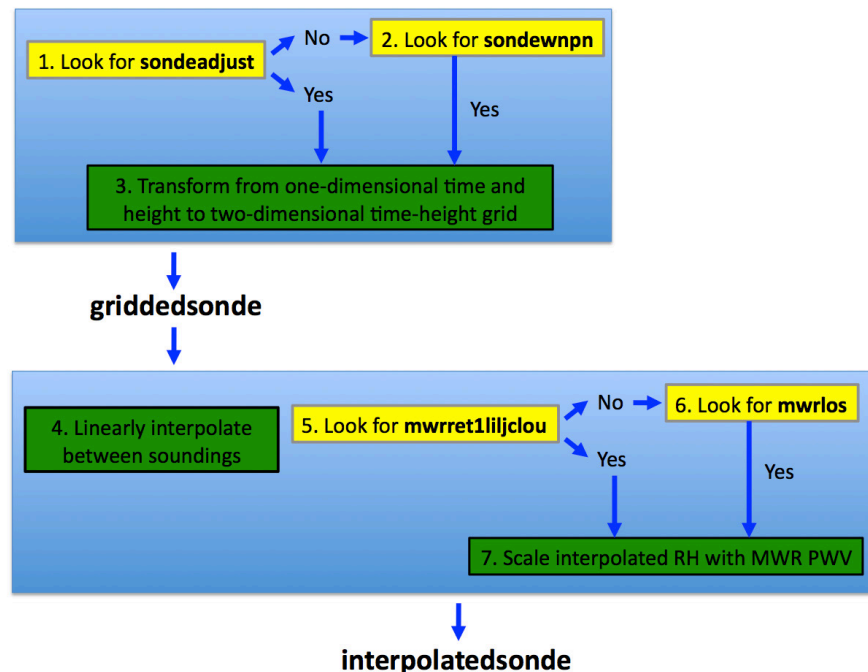 1. Look for sondeadjust
No
2. Look for sondewnpn
Yes
Yes
3. Transform from one-dimensional time and
height to two-dimensional time-height grid
griddedsonde
4. Linearly interpolate
between soundings
5. Look for mwrret1liljclou
No
6. Look for mwrlos
Yes
Yes
7. Scale interpolated RH with MWR PWV
interpolatedsonde